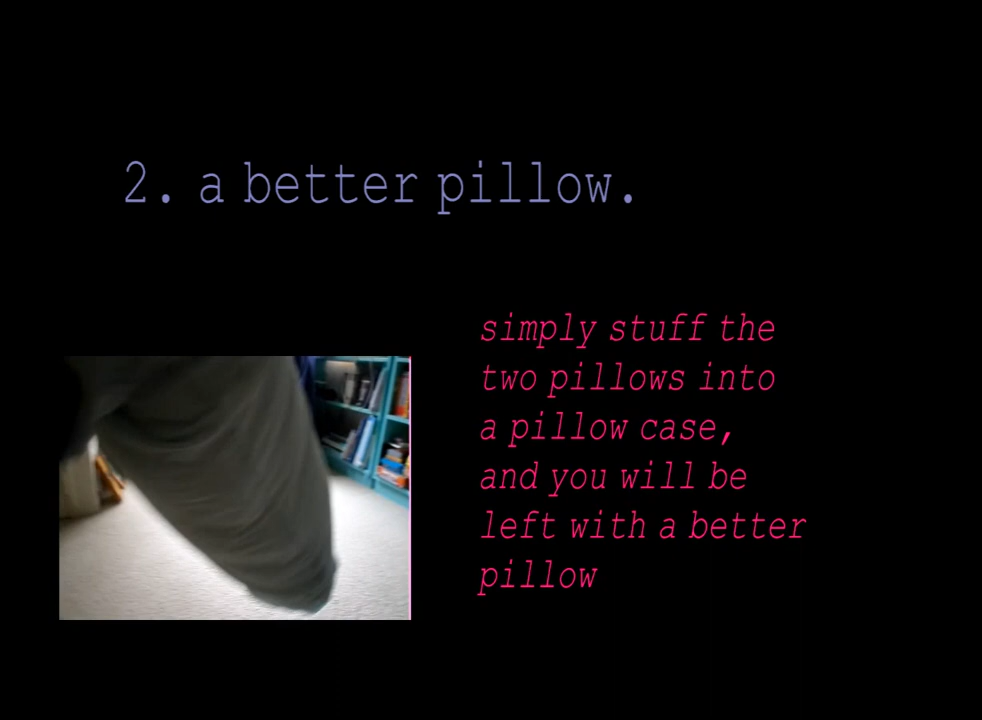 2. a better pillow.
simply stuff the
two pillows into
a pillow case,
and you will be
left with a better
pillow